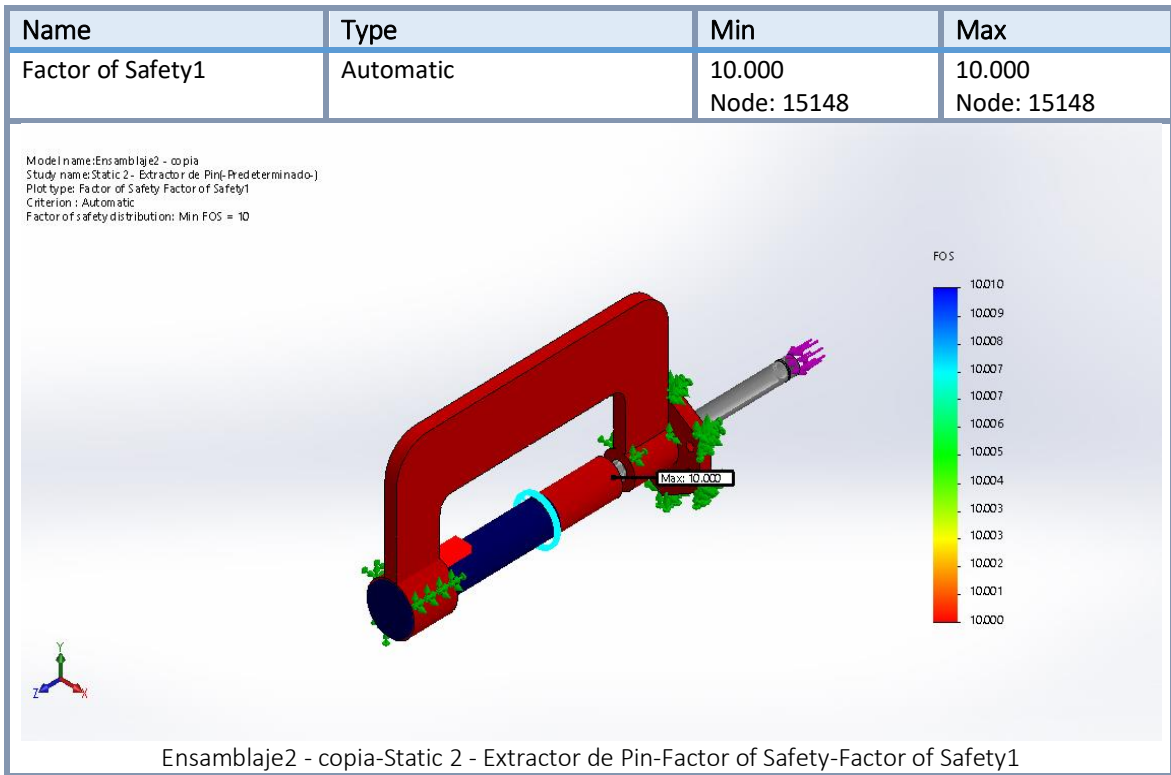 Name Type Min Max
Factor of Safety1 Automatic 10.000 10.000
Node: 15148 Node: 15148
Model name:Ensamblaje2 - copia
Study name:Static 2 - Extractor de Pin(-Predeterminado-)
Plot type: Factor of Safety Factor of Safety1
Criterion : Automatic
Factor of safety distribution: Min FOS = 10
FOS
10.010
10.009
10.008
10.007
10.007
10.006
10.005
10.004
10.003
10.003
10.002
10.001
10.000
Max: 10.000
Y
Z X
Ensamblaje2 - copia-Static 2 - Extractor de Pin-Factor of Safety-Factor of Safety1